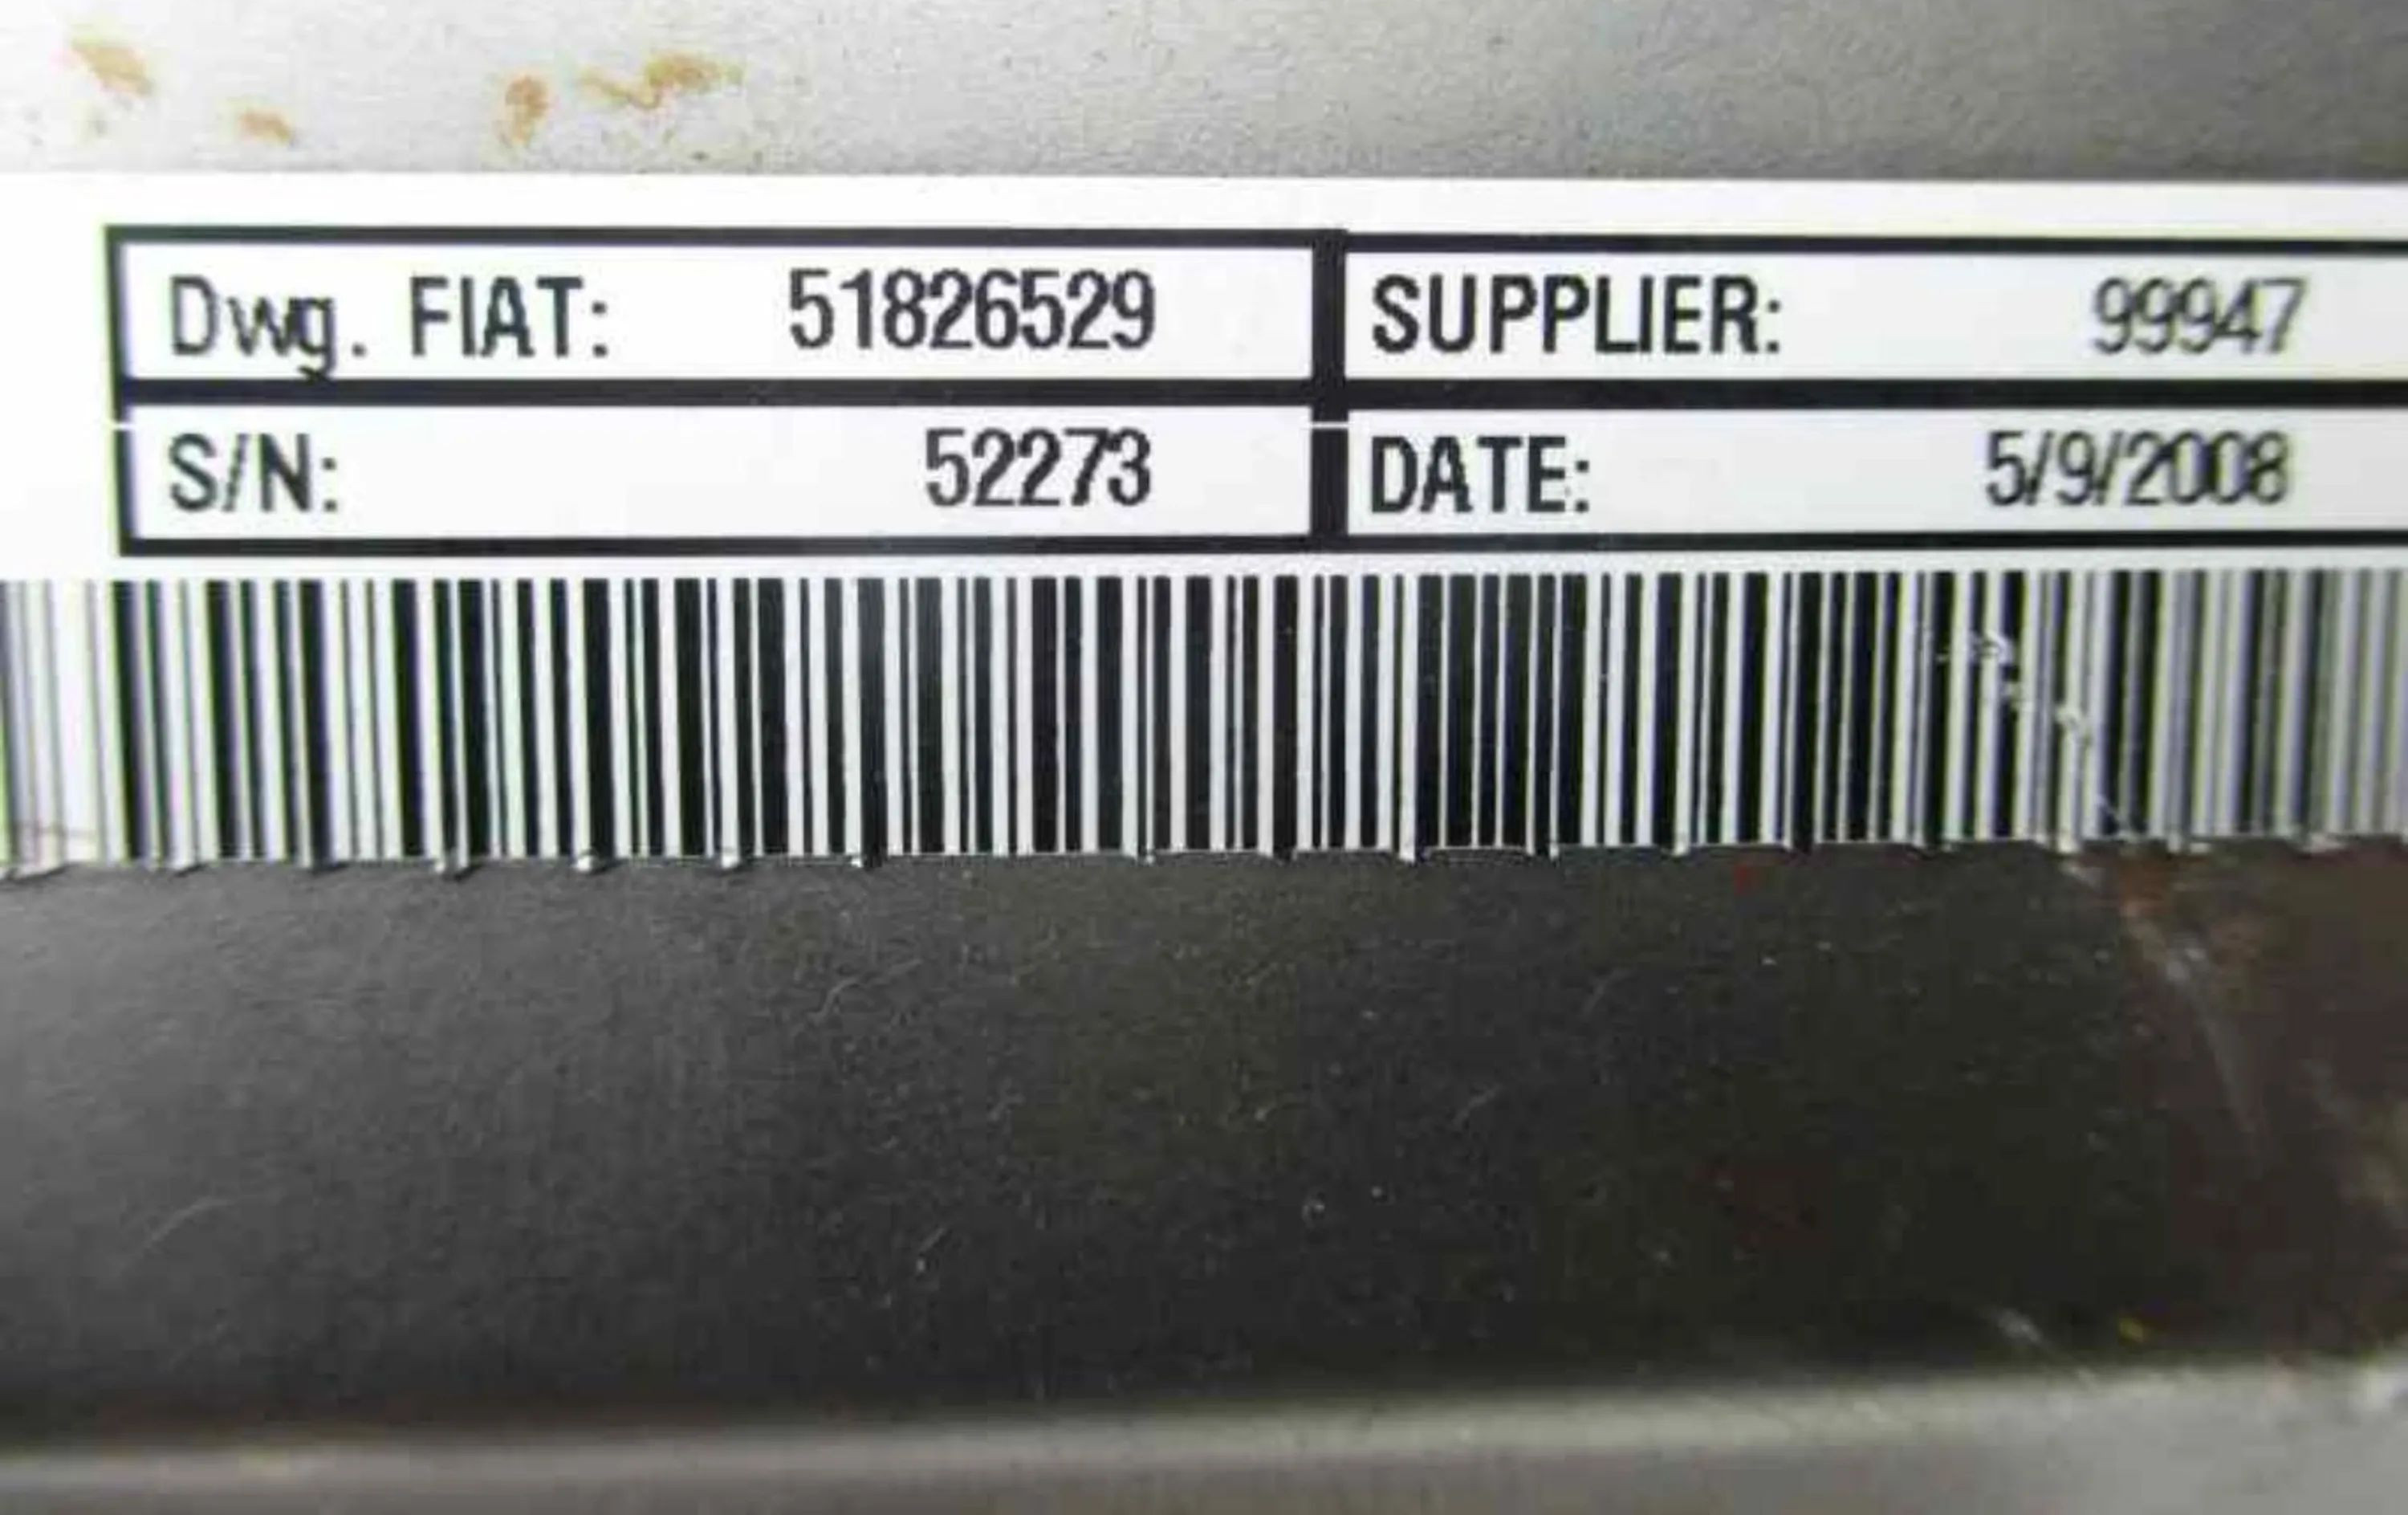 Dwg. FIAT: 51826529 SUPPLIER: 99947
S/N: 52273 DATE: 5/9/2008